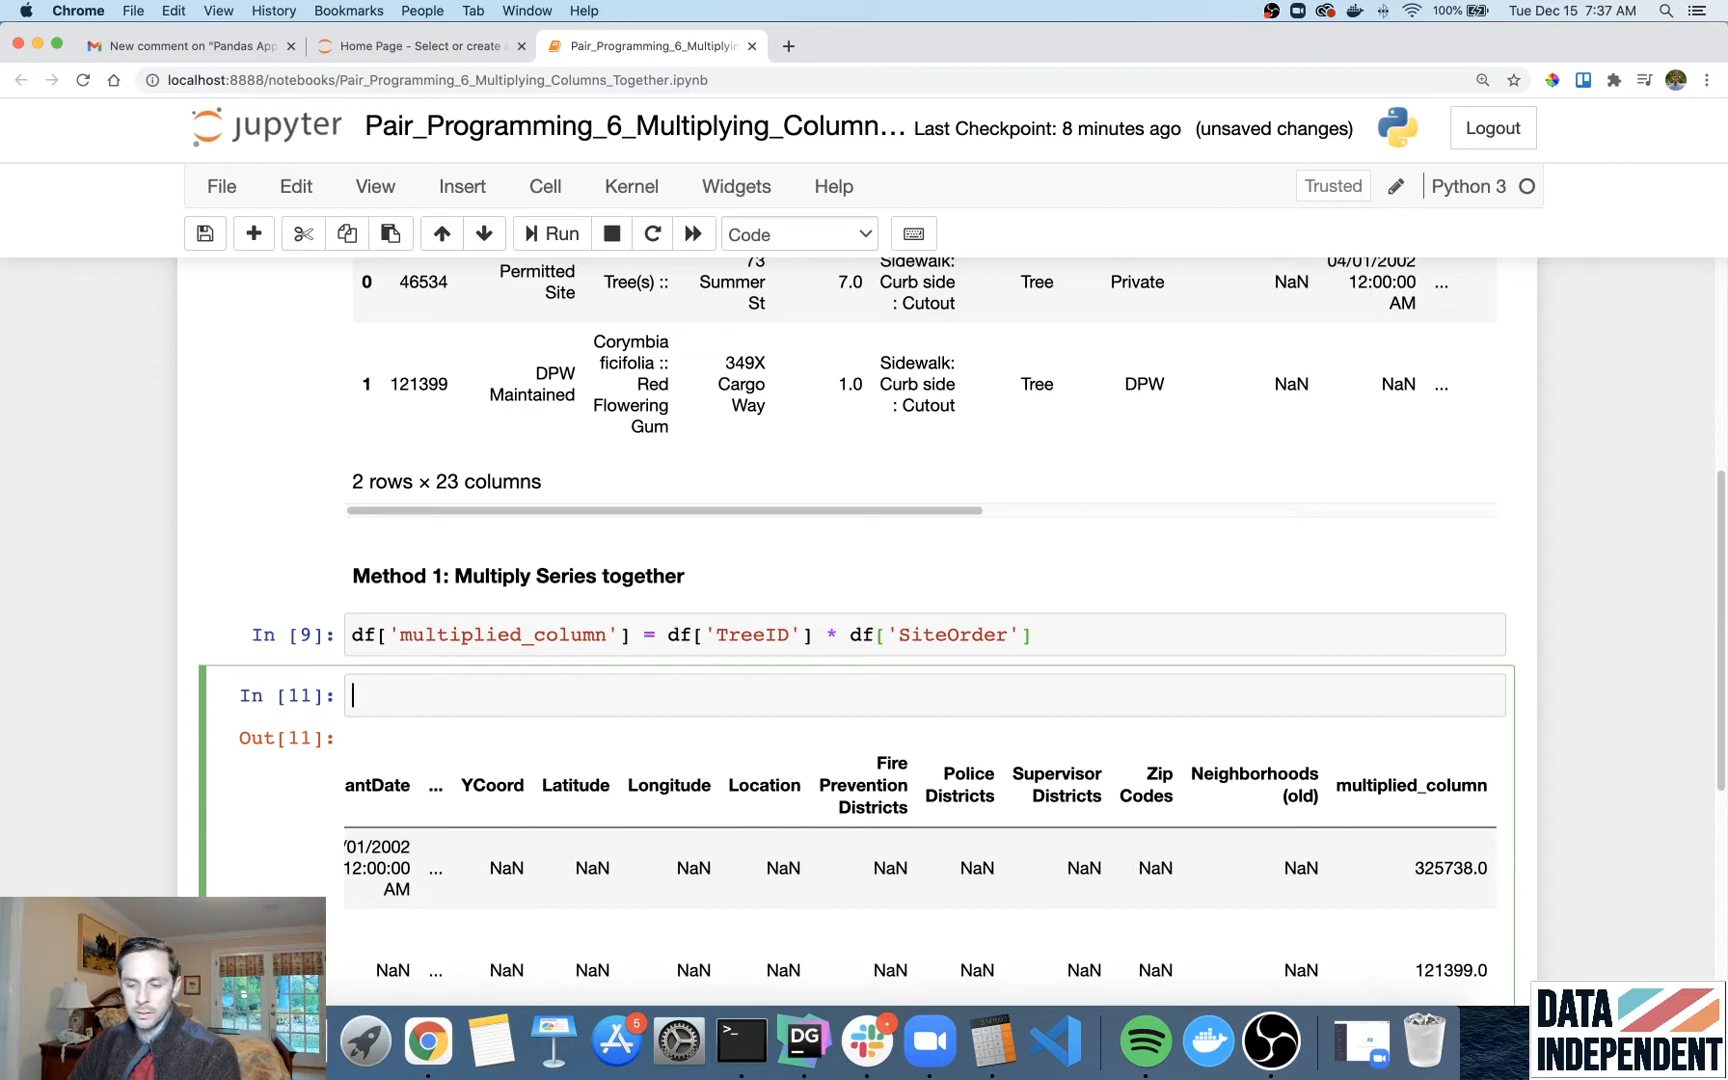 Chrome File Edit View History Bookmarks People Tab Window Help 100% Tue Dec 15 7:37 AM
New comment on "Pandas App
Home Page - Select or create a
Pair_Programming_6_Multiplyin
localhost:8888/notebooks/Pair_Programming_6_Multiplying_Columns_Together.ipynb
jupyter Pair_Programming_6_Multiplying_Column... Last Checkpoint: 8 minutes ago (unsaved changes) Logout
File Edit View Insert Cell Kernel Widgets Help Trusted Python 3
Run Code
0 46534 Permitted Site Tree(s) :: 73 Summer St 7.0 Sidewalk: Curb side : Cutout Tree Private NaN 04/01/2002 12:00:00 AM ...
1 121399 DPW Maintained Corymbia ficifolia :: Red Flowering Gum 349X Cargo Way 1.0 Sidewalk: Curb side : Cutout Tree DPW NaN NaN ...
2 rows × 23 columns
Method 1: Multiply Series together
In [9]: df['multiplied_column'] = df['TreeID'] * df['SiteOrder']
In [11]:
Out[11]:
antDate ... YCoord Latitude Longitude Location Fire Prevention Districts Police Districts Supervisor Districts Zip Codes Neighborhoods (old) multiplied_column
/01/2002 12:00:00 AM ... NaN NaN NaN NaN NaN NaN NaN NaN NaN 325738.0
NaN ... NaN NaN NaN NaN NaN NaN NaN NaN NaN 121399.0
5
DG
DATA
INDEPENDENT